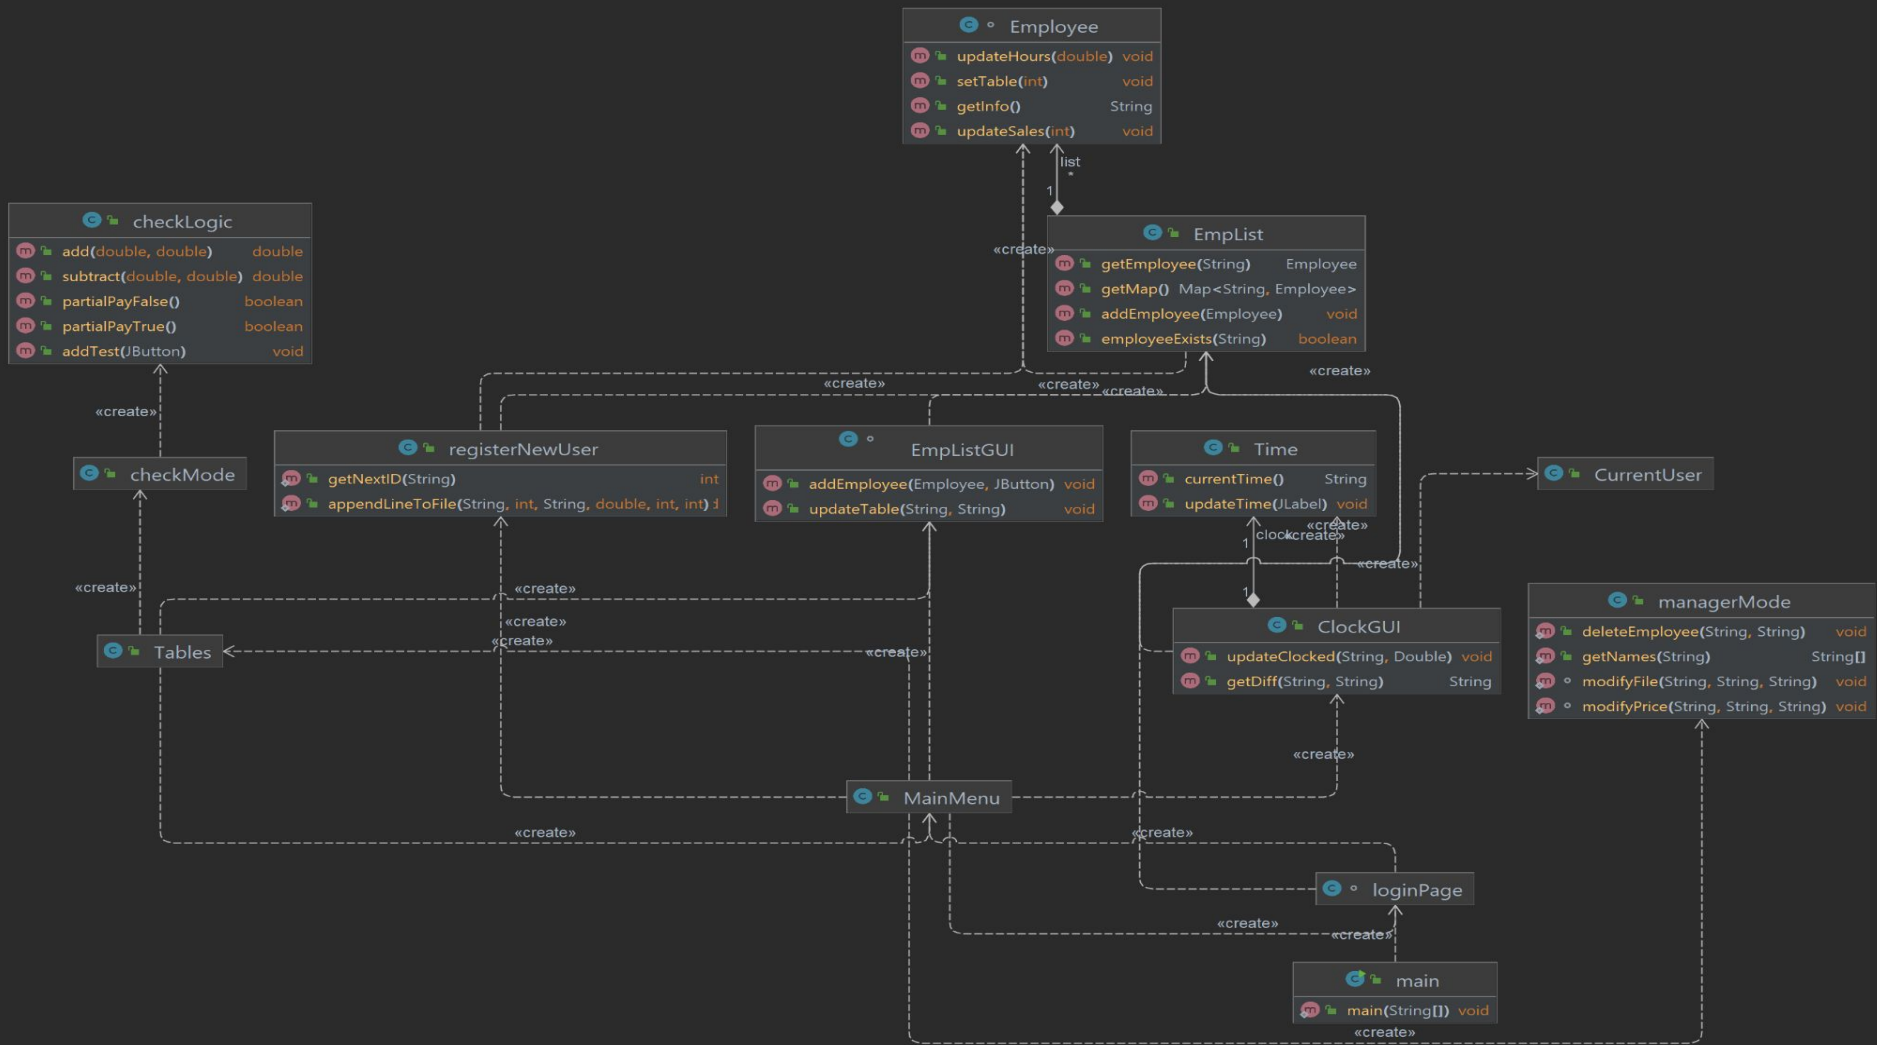 Employee
updateHours(double) void
setTable(int) void
getInfo() String
updateSales(int) void
list
*
1
checkLogic
add(double, double) double
subtract(double, double) double
partialPayFalse() boolean
partialPayTrue() boolean
addTest(JButton) void
EmpList
getEmployee(String) Employee
getMap() Map<String, Employee>
addEmployee(Employee) void
employeeExists(String) boolean
«create»
«create»
«create»
«create»
«create»
«create»
checkMode
registerNewUser
getNextID(String) int
appendLineToFile(String, int, String, double, int, int)
EmpListGUI
addEmployee(Employee, JButton) void
updateTable(String, String) void
Time
currentTime() String
updateTime(JLabel) void
CurrentUser
«create»
1
clock
«create»
«create»
«create»
«create»
1
«create»
«create»
«create»
Tables
ClockGUI
updateClocked(String, Double) void
getDiff(String, String) String
managerMode
deleteEmployee(String, String) void
getNames(String) String[]
modifyFile(String, String, String) void
modifyPrice(String, String, String) void
«create»
MainMenu
«create»
«create»
loginPage
«create»
«create»
main
main(String[]) void
«create»